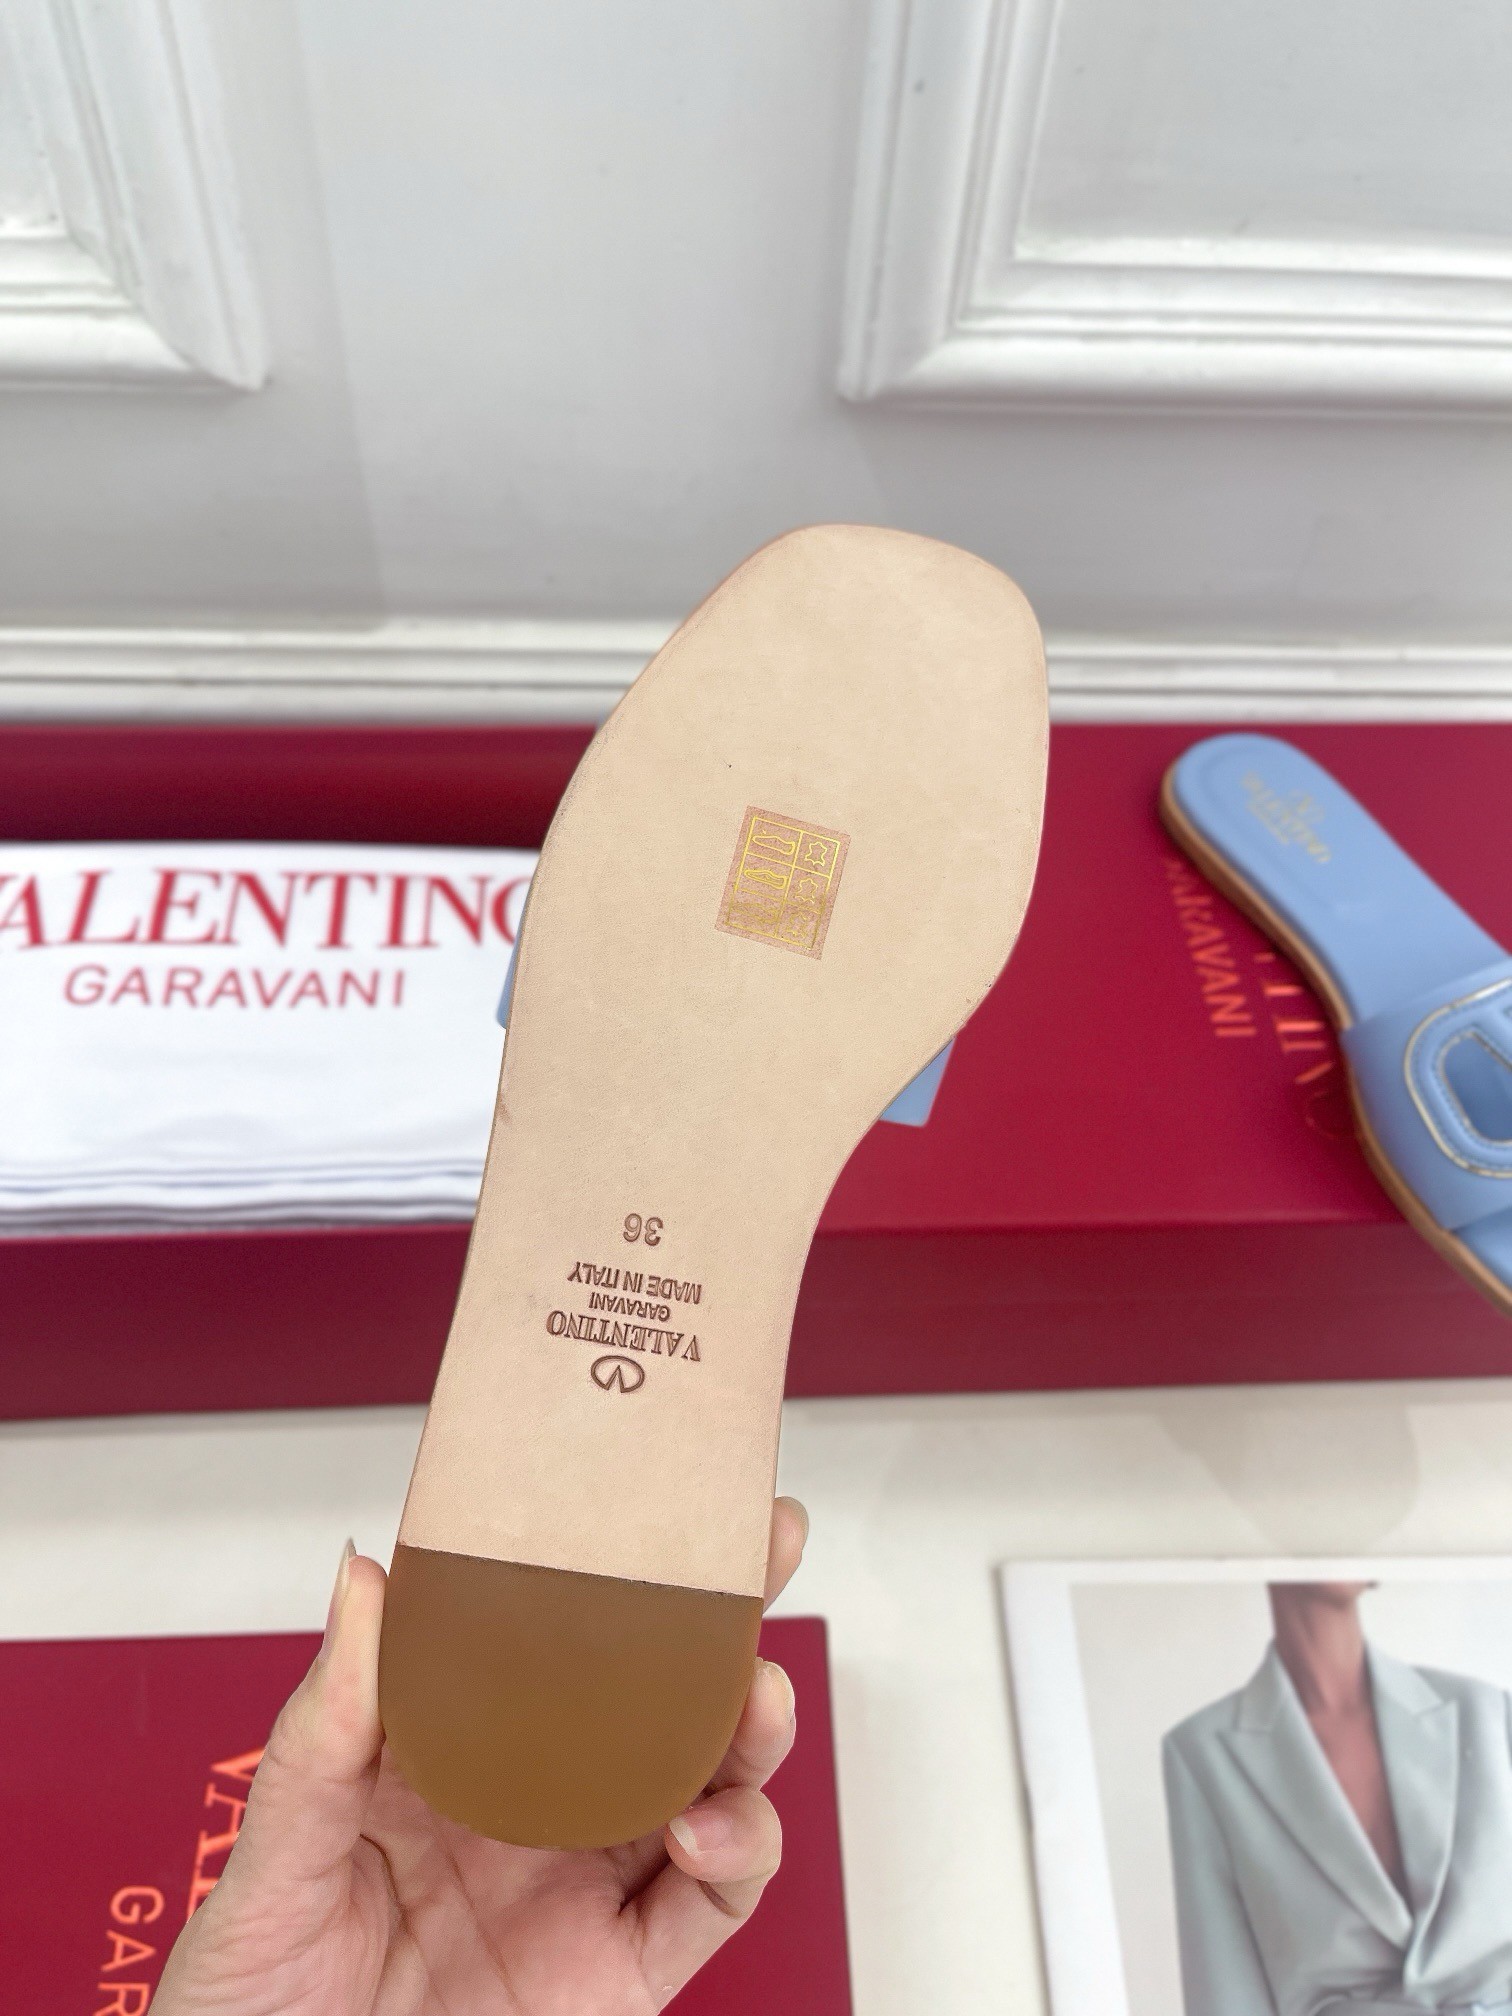 VALENTINO
GARAVANI
VALENTINO
GARAVANI
MADE IN ITALY
36
VALENTINO
GARAVANI